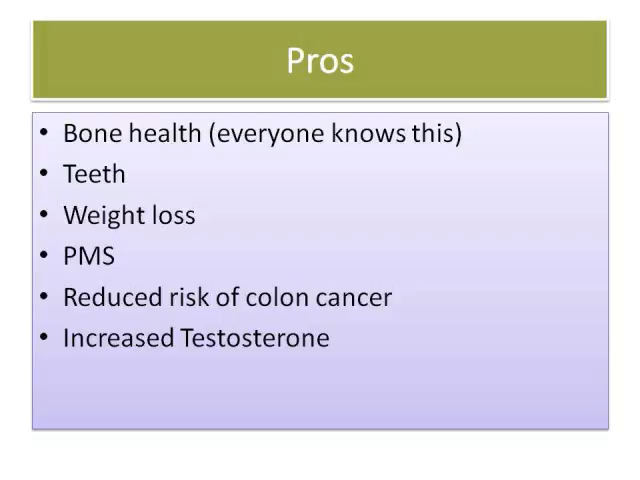 Pros
• Bone health (everyone knows this)
• Teeth
• Weight loss
• PMS
• Reduced risk of colon cancer
• Increased Testosterone